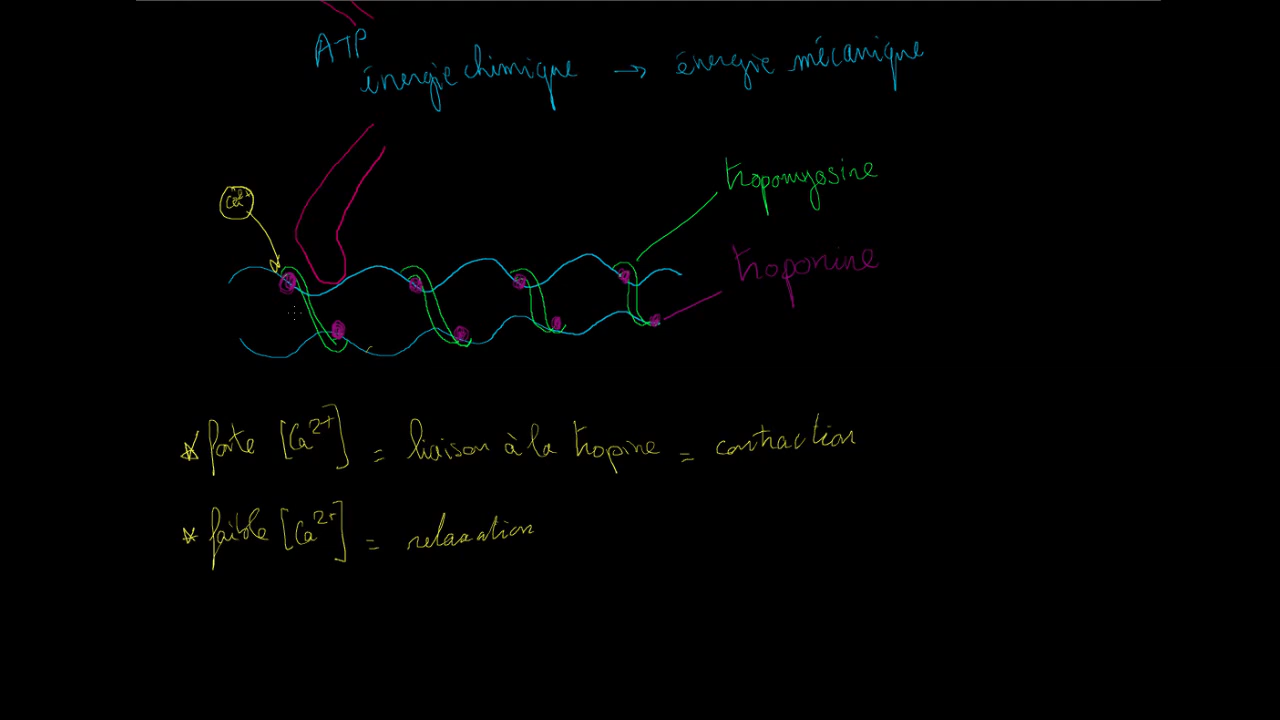 ATP
énergie chimique → énergie mécanique
tropomyosine
Ca²⁺
troponine
* forte [Ca²⁺] = liaison à la tropine = contraction
* faible [Ca²⁺] = relaxation